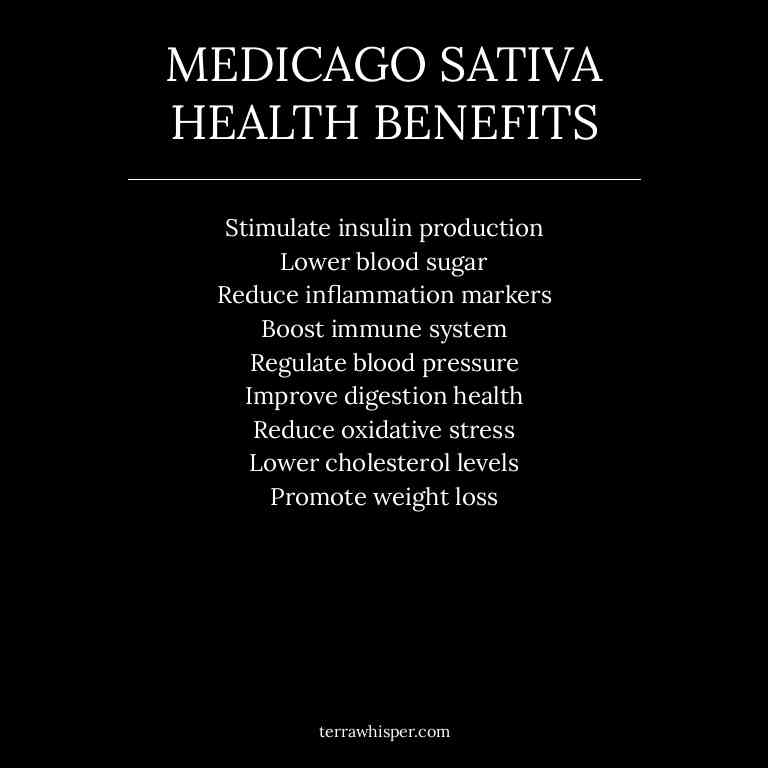 MEDICAGO SATIVA
HEALTH BENEFITS
Stimulate insulin production
Lower blood sugar
Reduce inflammation markers
Boost immune system
Regulate blood pressure
Improve digestion health
Reduce oxidative stress
Lower cholesterol levels
Promote weight loss
terrawhisper.com